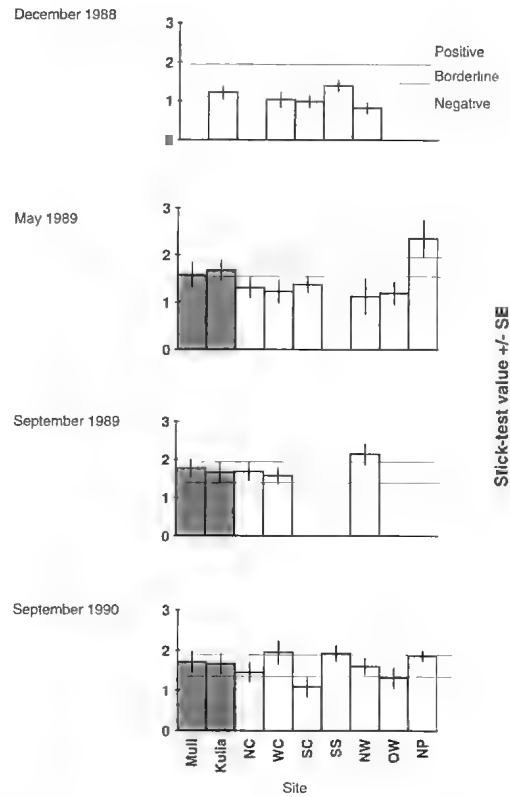 December 1988
3
2
1
Positive
Borderline
Negative
May 1989
3
2
1
0
September 1989
3
2
1
0
September 1990
3
2
1
0
Mull Kulia NC WC SC SS NW OW NP
Site
Stick-test value +/- SE